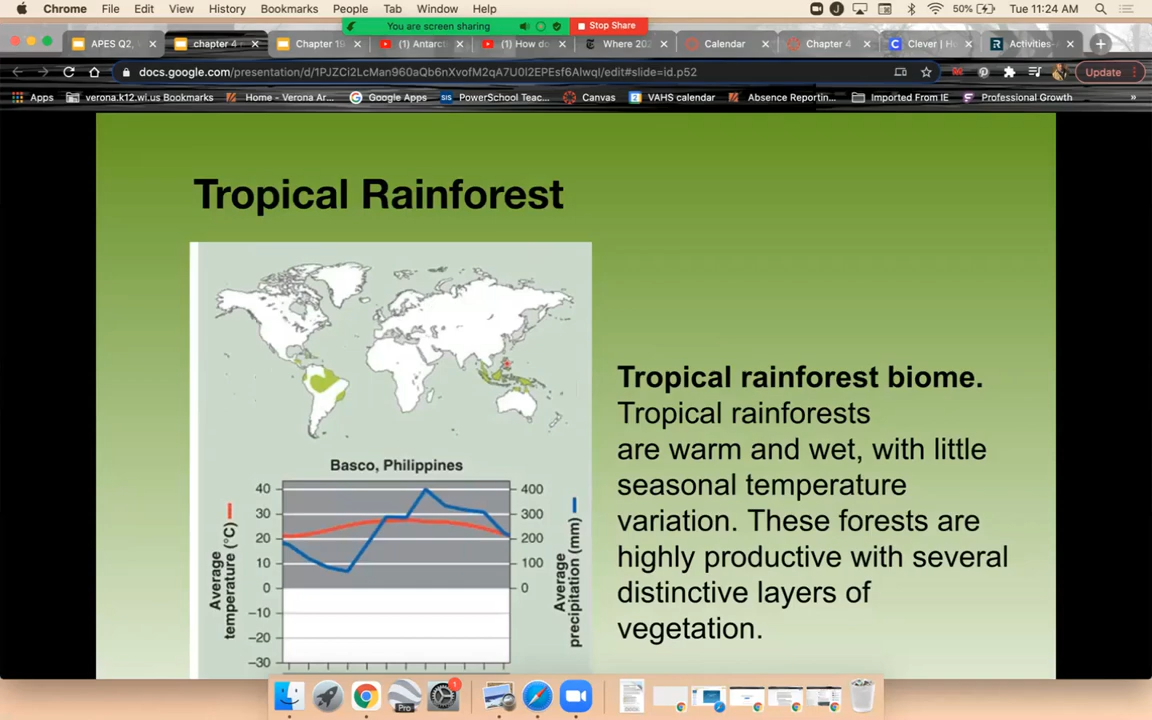 Chrome File Edit View History Bookmarks People Tab Window Help 50% Tue 11:24 AM
You are screen sharing Stop Share
APES Q2, chapter 4 Chapter 19 (1) Antarc (1) How do Where 202 Calendar Chapter 4 Clever | H Activities-
docs.google.com/presentation/d/1PJZCi2LcMan960aQb6nXvofM2qA7U0I2EPEsf6Alwql/edit#slide=id.p52 Update
Apps verona.k12.wi.us Bookmarks Home - Verona Ar... Google Apps SIS PowerSchool Teac... Canvas VAHS calendar Absence Reportin... Imported From IE Professional Growth »
Tropical Rainforest
Tropical rainforest biome.
Tropical rainforests
are warm and wet, with little
seasonal temperature
variation. These forests are
highly productive with several
distinctive layers of
vegetation.
Basco, Philippines
Average temperature (°C)
40
30
20
10
0
–10
–20
–30
400
300
200
100
0
Average precipitation (mm)
Pro
1